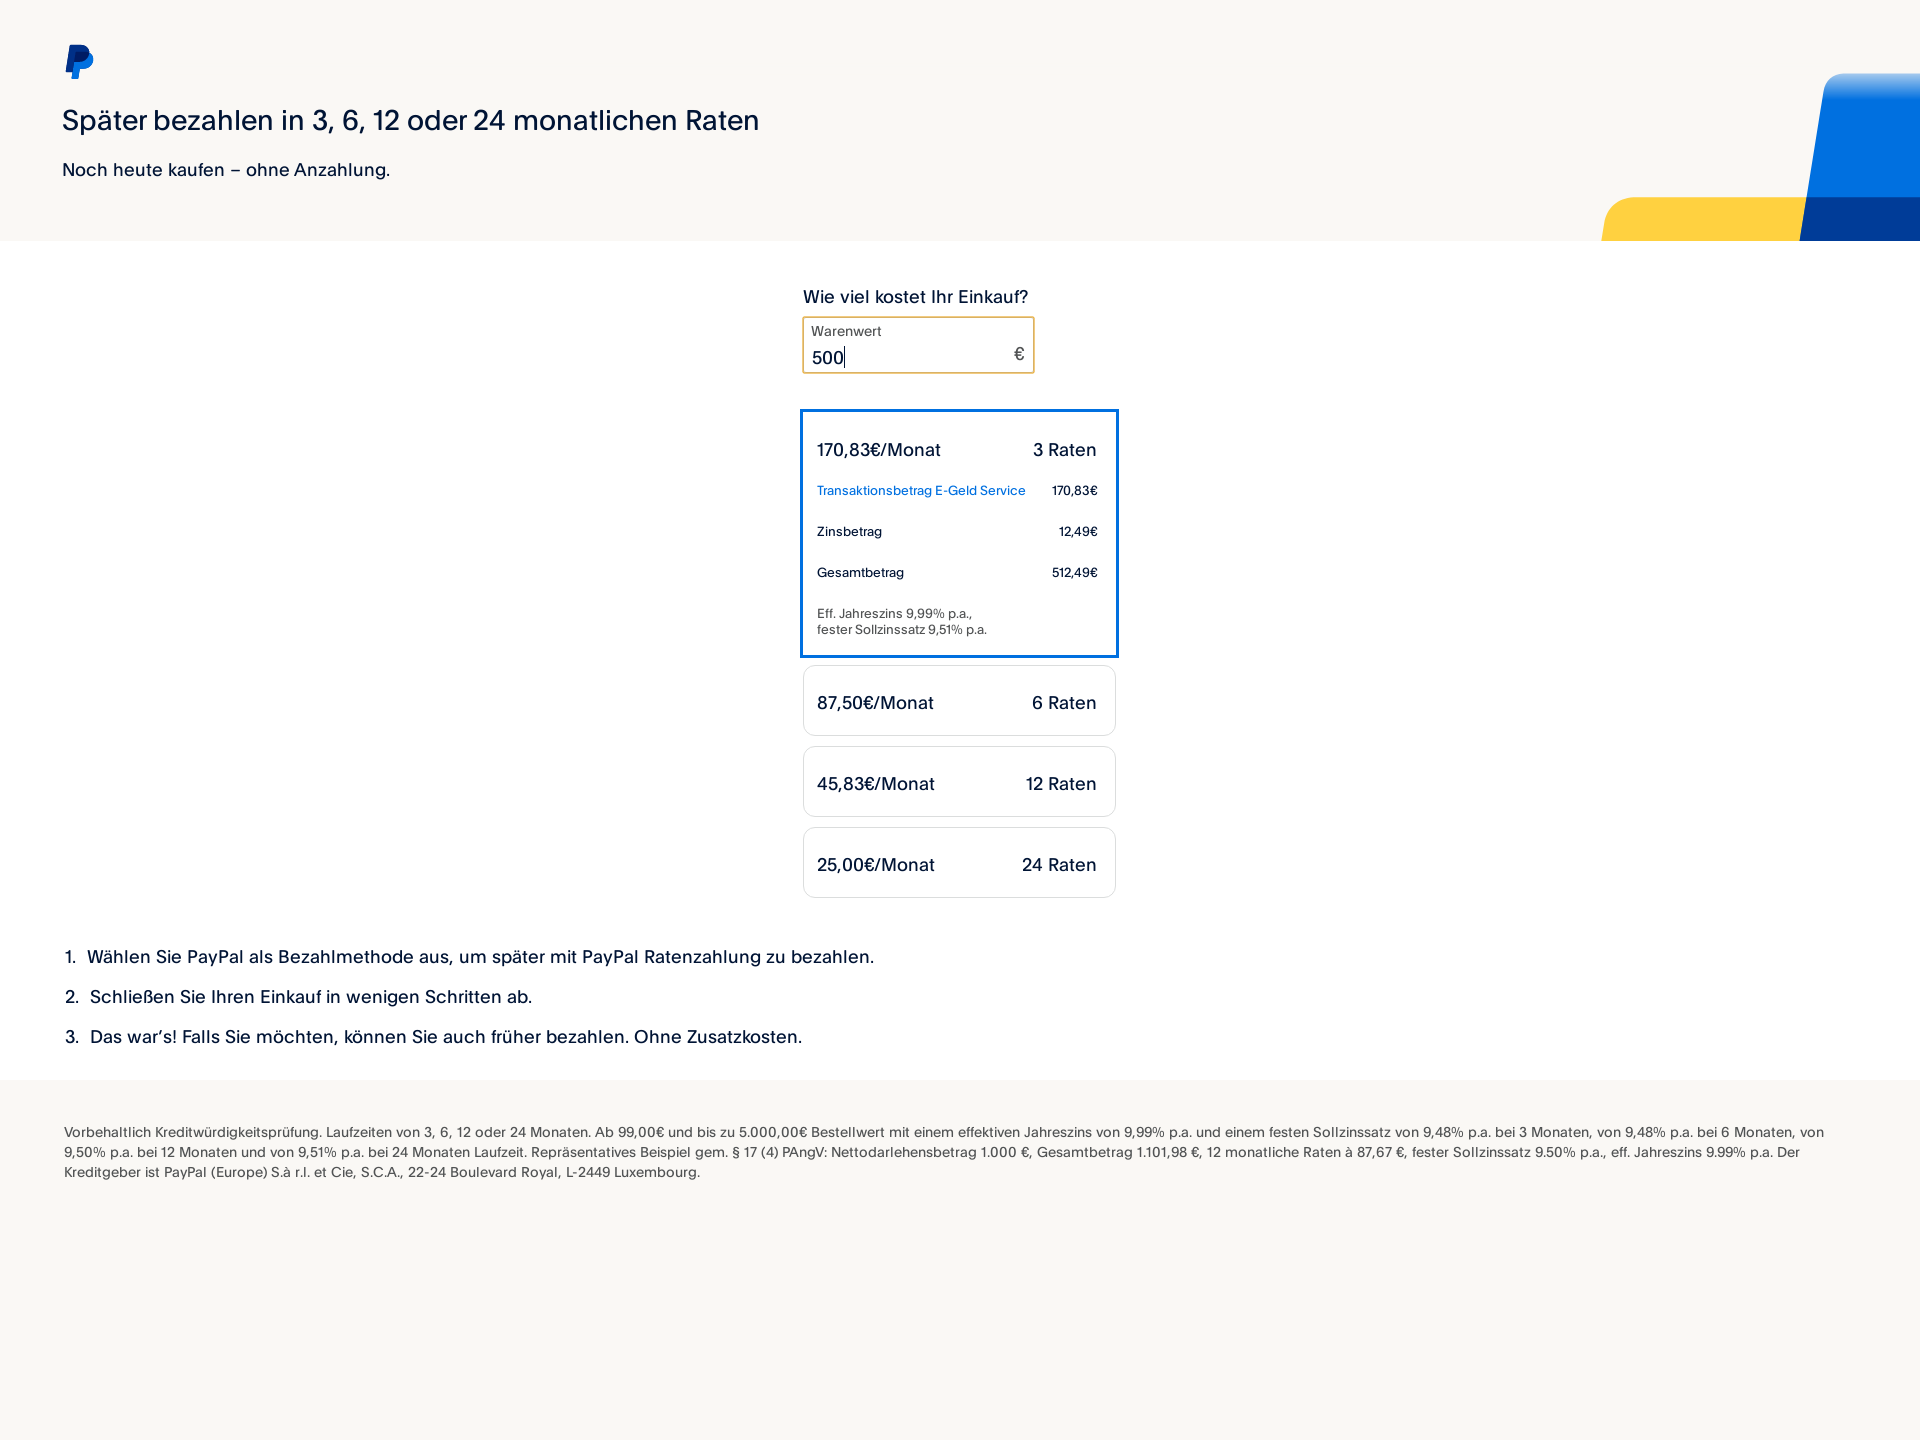 Später bezahlen in 3, 6, 12 oder 24 monatlichen Raten
Noch heute kaufen – ohne Anzahlung.
Wie viel kostet Ihr Einkauf?
Warenwert
500 €
170,83€/Monat 3 Raten
Transaktionsbetrag E-Geld Service 170,83€
Zinsbetrag 12,49€
Gesamtbetrag 512,49€
Eff. Jahreszins 9,99% p.a.,
fester Sollzinssatz 9,51% p.a.
87,50€/Monat 6 Raten
45,83€/Monat 12 Raten
25,00€/Monat 24 Raten
1. Wählen Sie PayPal als Bezahlmethode aus, um später mit PayPal Ratenzahlung zu bezahlen.
2. Schließen Sie Ihren Einkauf in wenigen Schritten ab.
3. Das war’s! Falls Sie möchten, können Sie auch früher bezahlen. Ohne Zusatzkosten.
Vorbehaltlich Kreditwürdigkeitsprüfung. Laufzeiten von 3, 6, 12 oder 24 Monaten. Ab 99,00€ und bis zu 5.000,00€ Bestellwert mit einem effektiven Jahreszins von 9,99% p.a. und einem festen Sollzinssatz von 9,48% p.a. bei 3 Monaten, von 9,48% p.a. bei 6 Monaten, von
9,50% p.a. bei 12 Monaten und von 9,51% p.a. bei 24 Monaten Laufzeit. Repräsentatives Beispiel gem. § 17 (4) PAngV: Nettodarlehensbetrag 1.000 €, Gesamtbetrag 1.101,98 €, 12 monatliche Raten à 87,67 €, fester Sollzinssatz 9.50% p.a., eff. Jahreszins 9.99% p.a. Der
Kreditgeber ist PayPal (Europe) S.à r.l. et Cie, S.C.A., 22-24 Boulevard Royal, L-2449 Luxembourg.